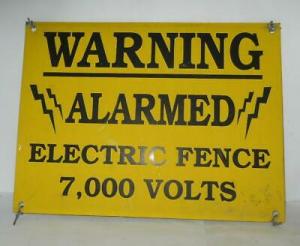 WARNING
ALARMED
ELECTRIC FENCE
7,000 VOLTS